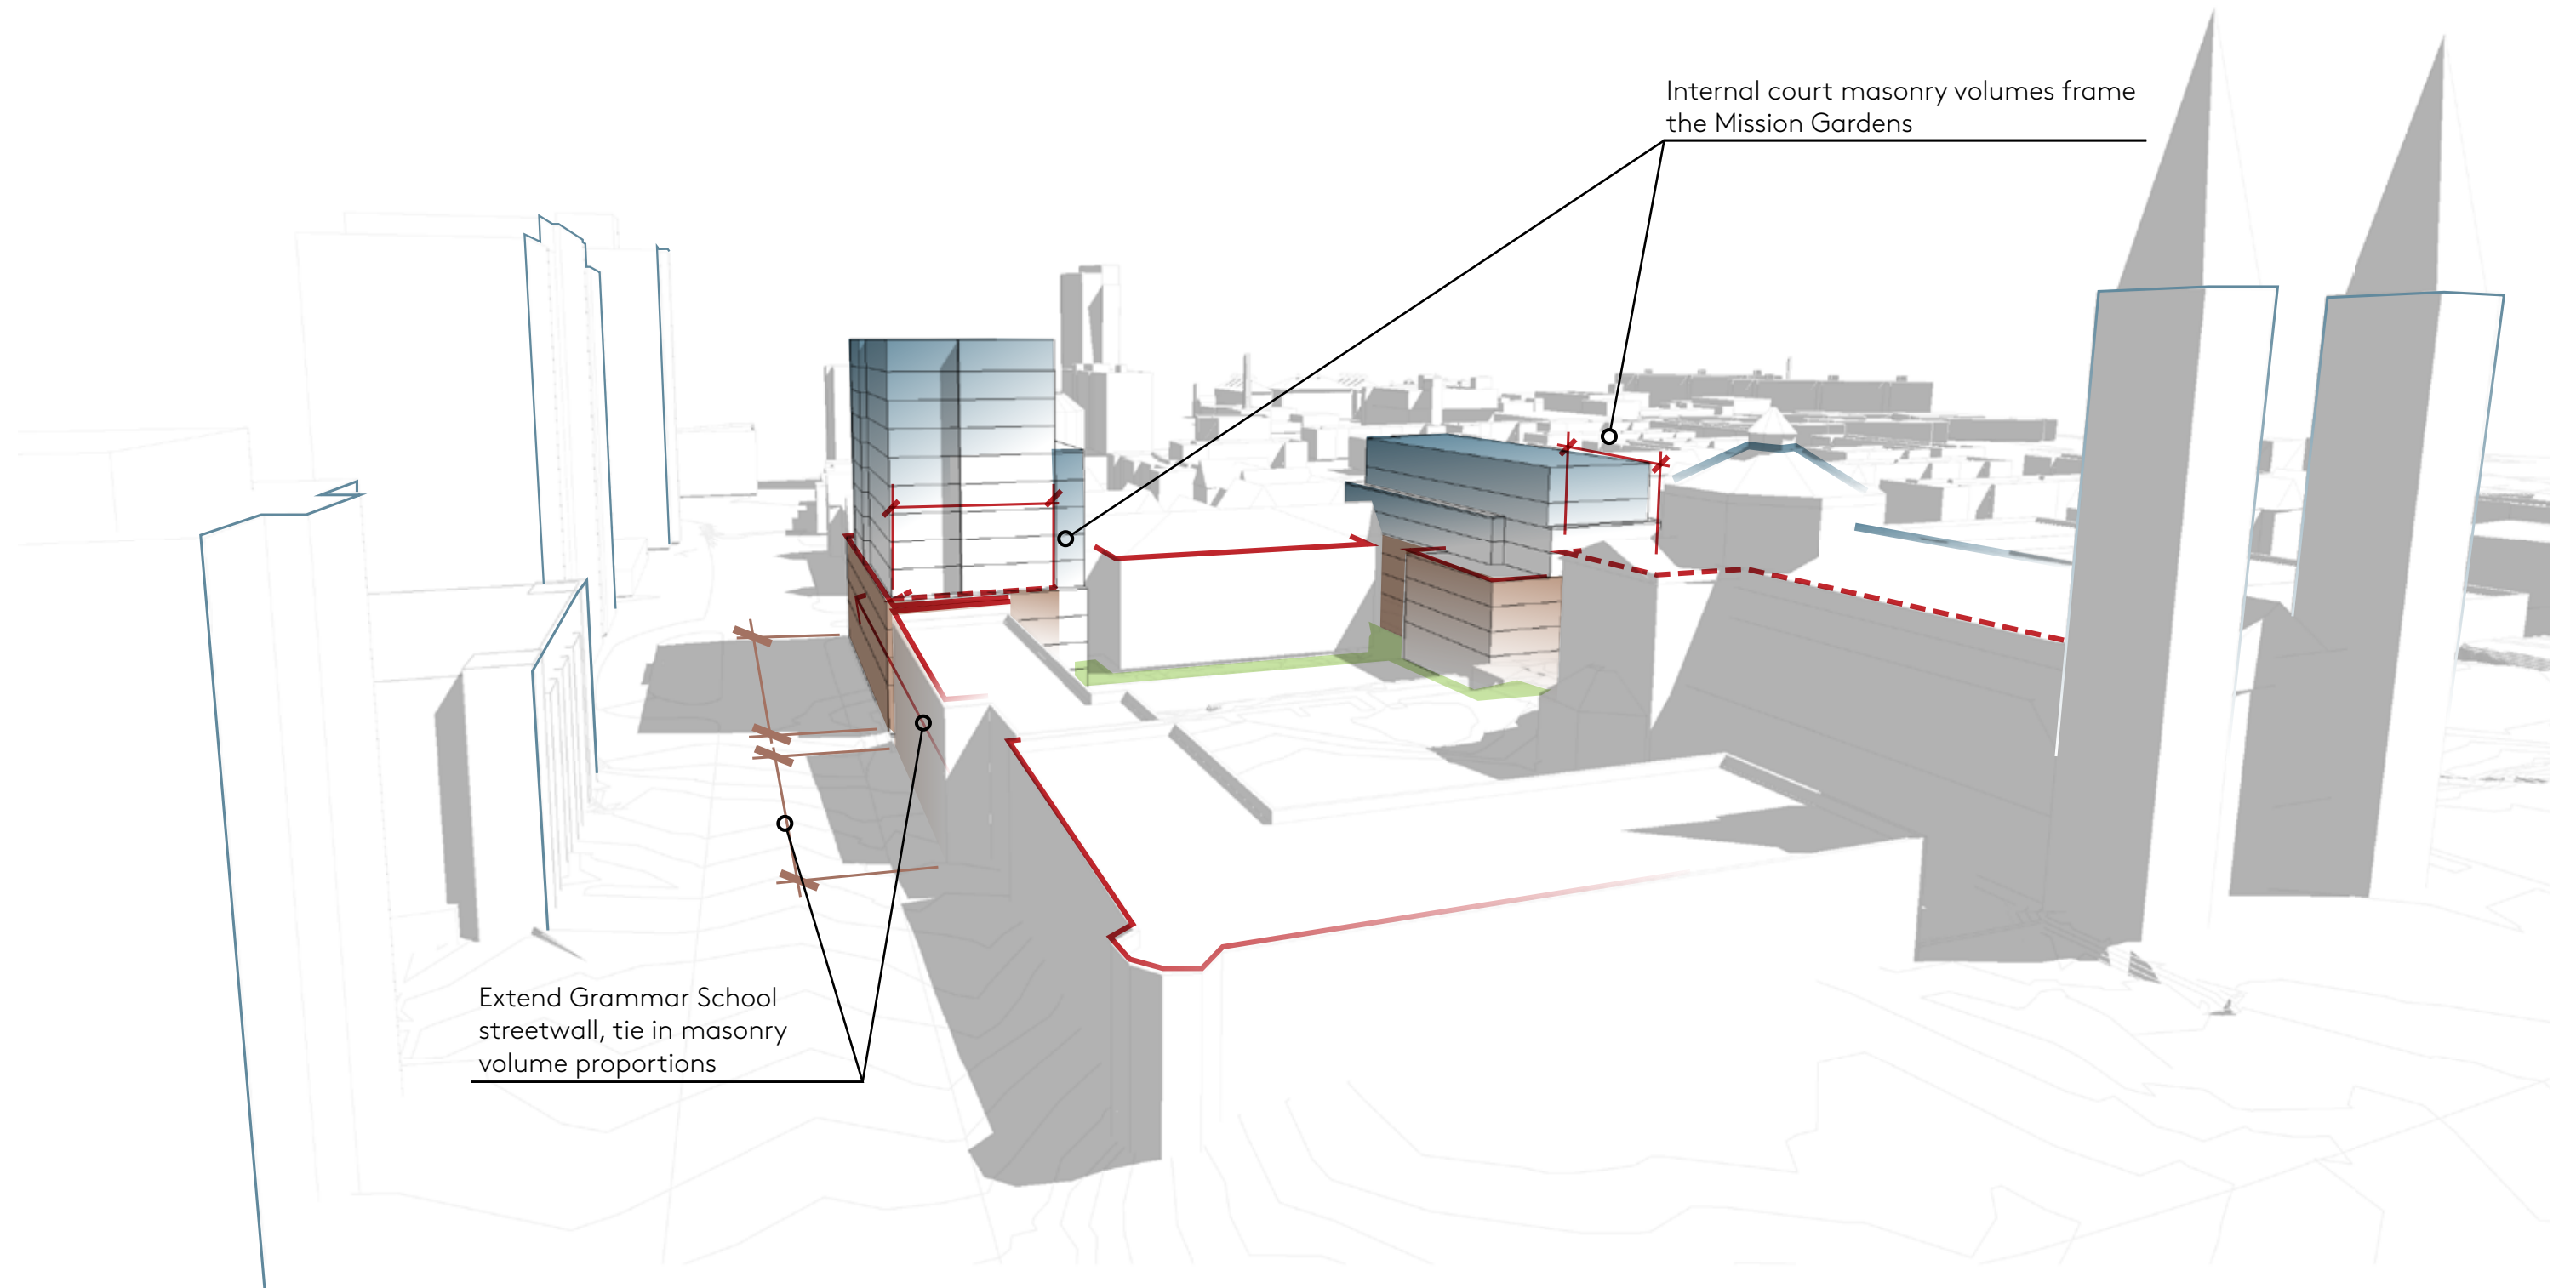 Internal court masonry volumes frame
the Mission Gardens
Extend Grammar School
streetwall, tie in masonry
volume proportions